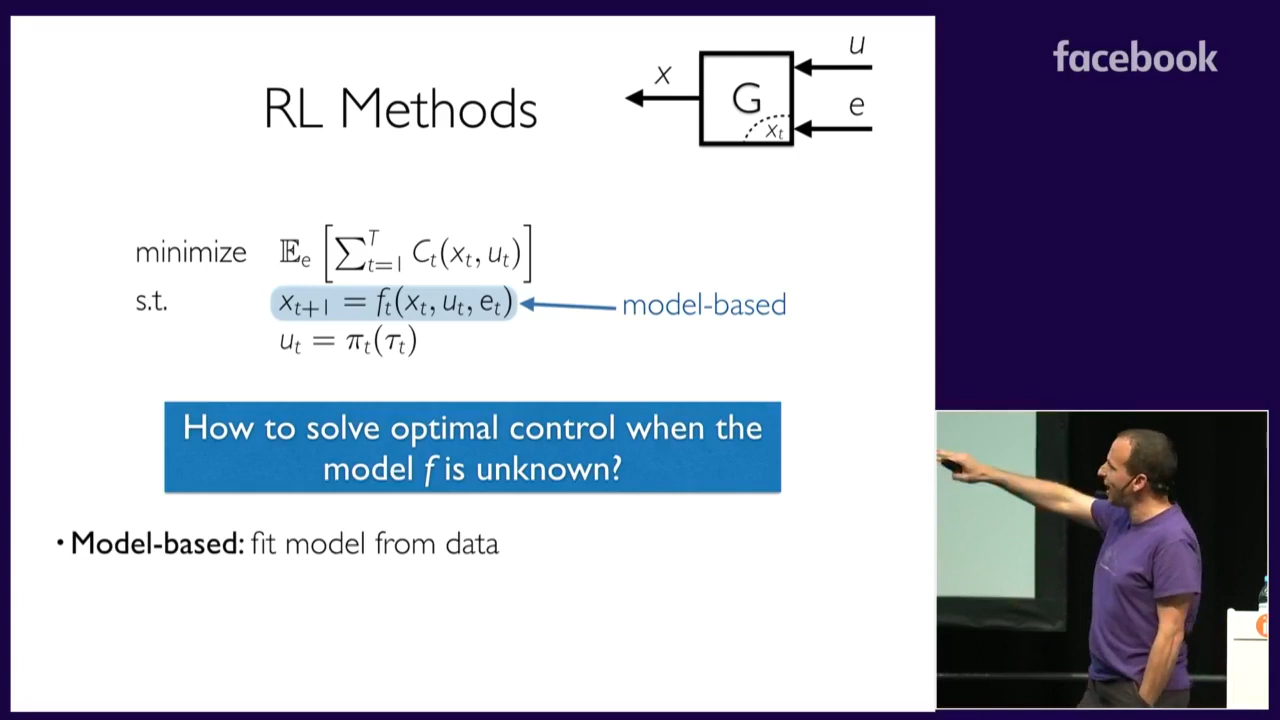 facebook
u
x
RL Methods
G
e
xₜ
minimize 𝔼ₑ [∑ᵀₜ₌₁ Cₜ(xₜ, uₜ)]
s.t. xₜ₊₁ = fₜ(xₜ, uₜ, eₜ) model-based
uₜ = πₜ(τₜ)
How to solve optimal control when the
model f is unknown?
• Model-based: fit model from data